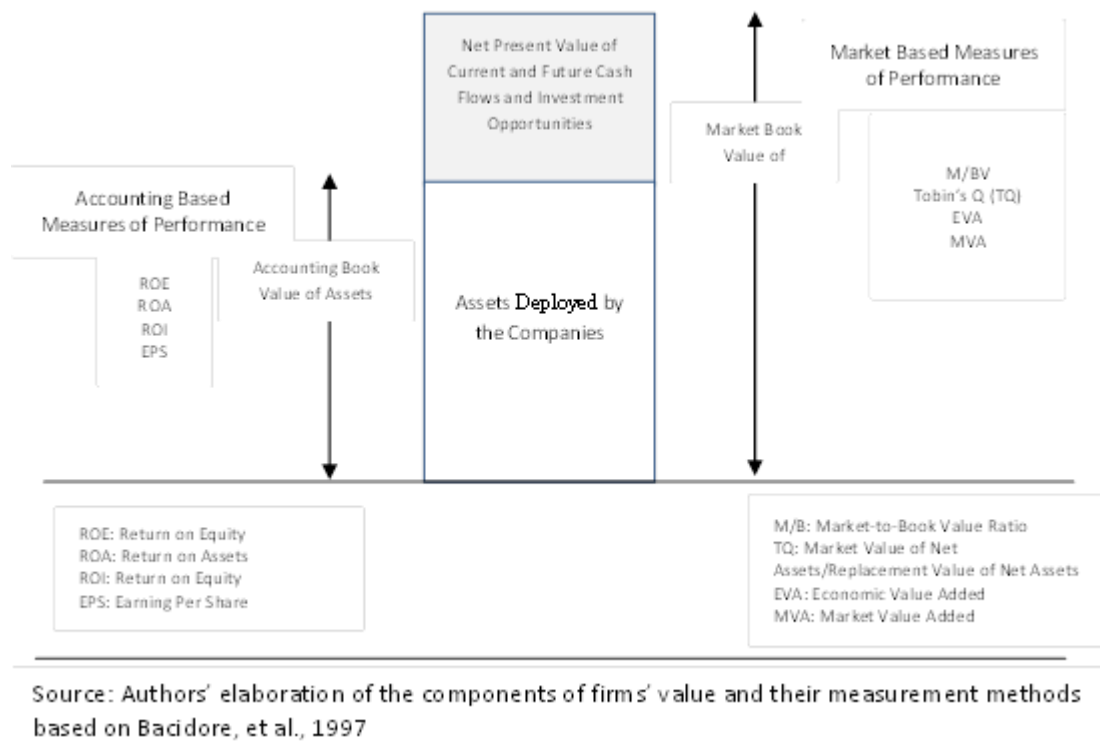 Net Present Value of
Current and Future Cash
Flows and Investment
Opportunities
Market Based Measures
of Performance
Market Book
Value of
M/BV
Tobin's Q (TQ)
EVA
MVA
Accounting Based
Measures of Performance
Accounting Book
Value of Assets
ROE
ROA
ROI
EPS
Assets Deployed by
the Companies
ROE: Return on Equity
ROA: Return on Assets
ROI: Return on Equity
EPS: Earning Per Share
M/B: Market-to-Book Value Ratio
TQ: Market Value of Net
Assets/Replacement Value of Net Assets
EVA: Economic Value Added
MVA: Market Value Added
Source: Authors' elaboration of the components of firms' value and their measurement methods
based on Bacidore, et al., 1997